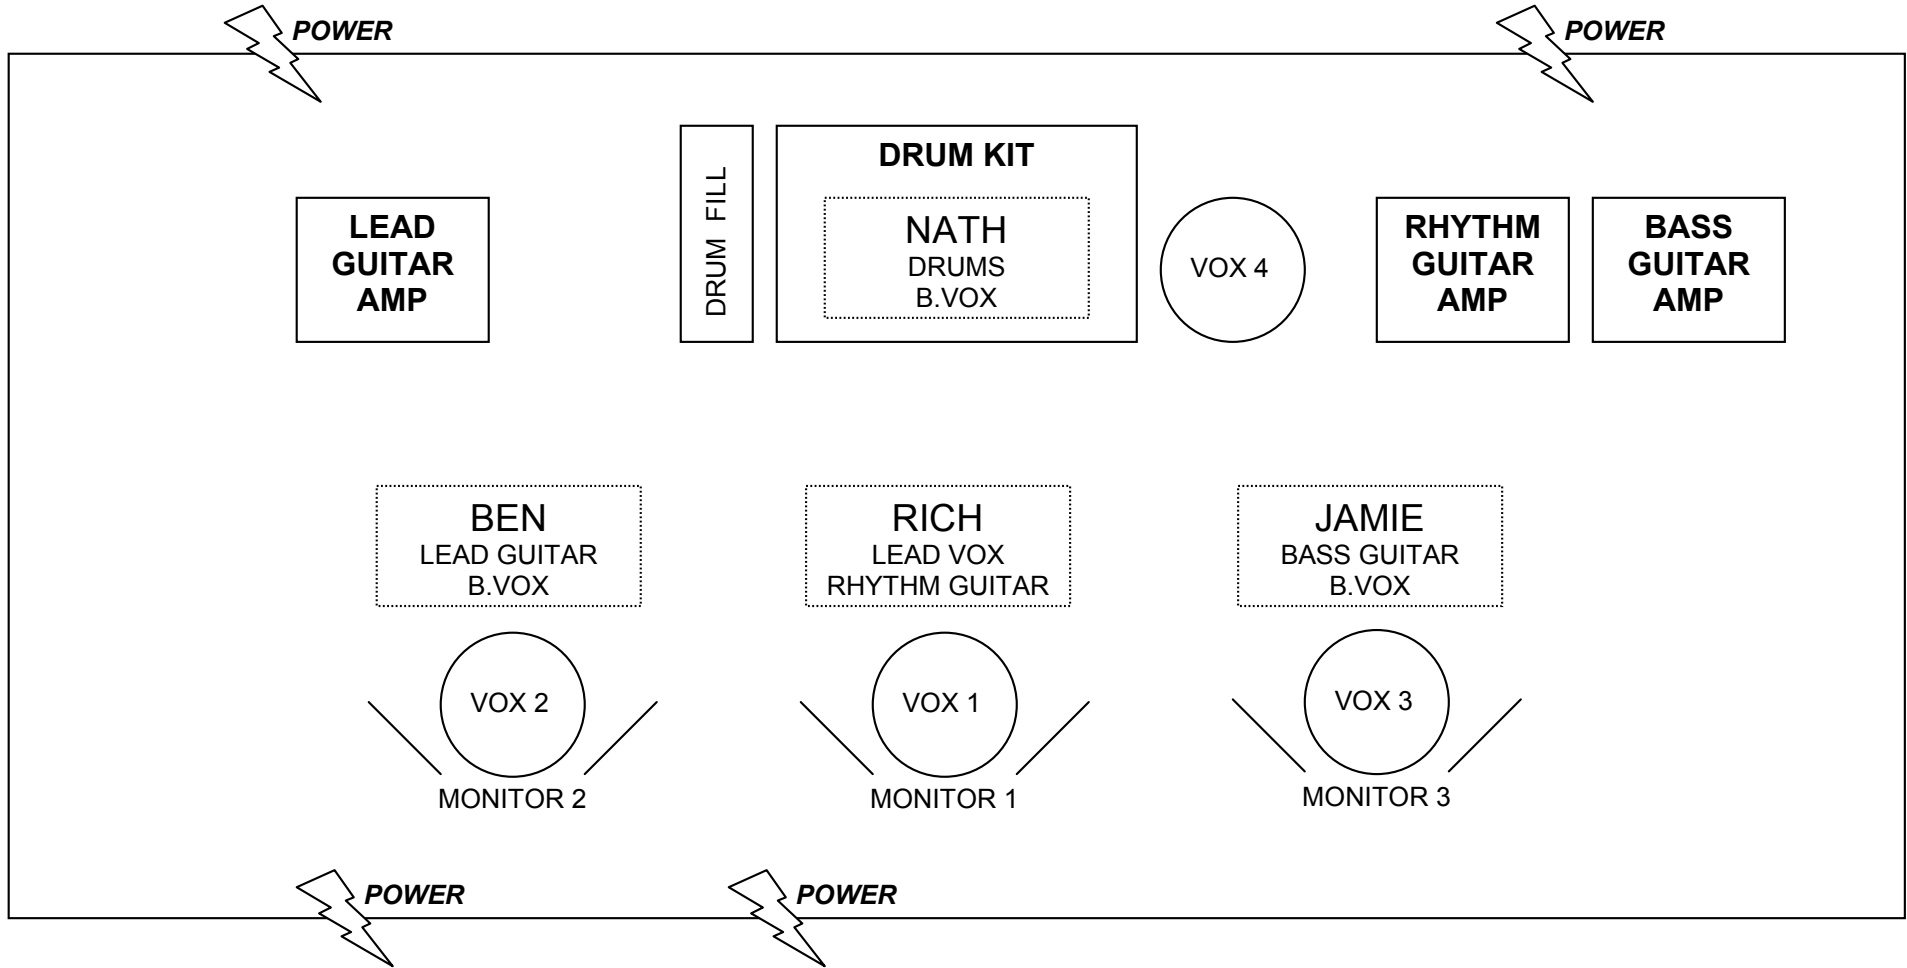 POWER
POWER
DRUM KIT
LEAD
GUITAR
AMP
DRUM FILL
NATH
DRUMS
B.VOX
VOX 4
RHYTHM
GUITAR
AMP
BASS
GUITAR
AMP
BEN
LEAD GUITAR
B.VOX
RICH
LEAD VOX
RHYTHM GUITAR
JAMIE
BASS GUITAR
B.VOX
VOX 2
VOX 1
VOX 3
MONITOR 2
MONITOR 1
MONITOR 3
POWER
POWER